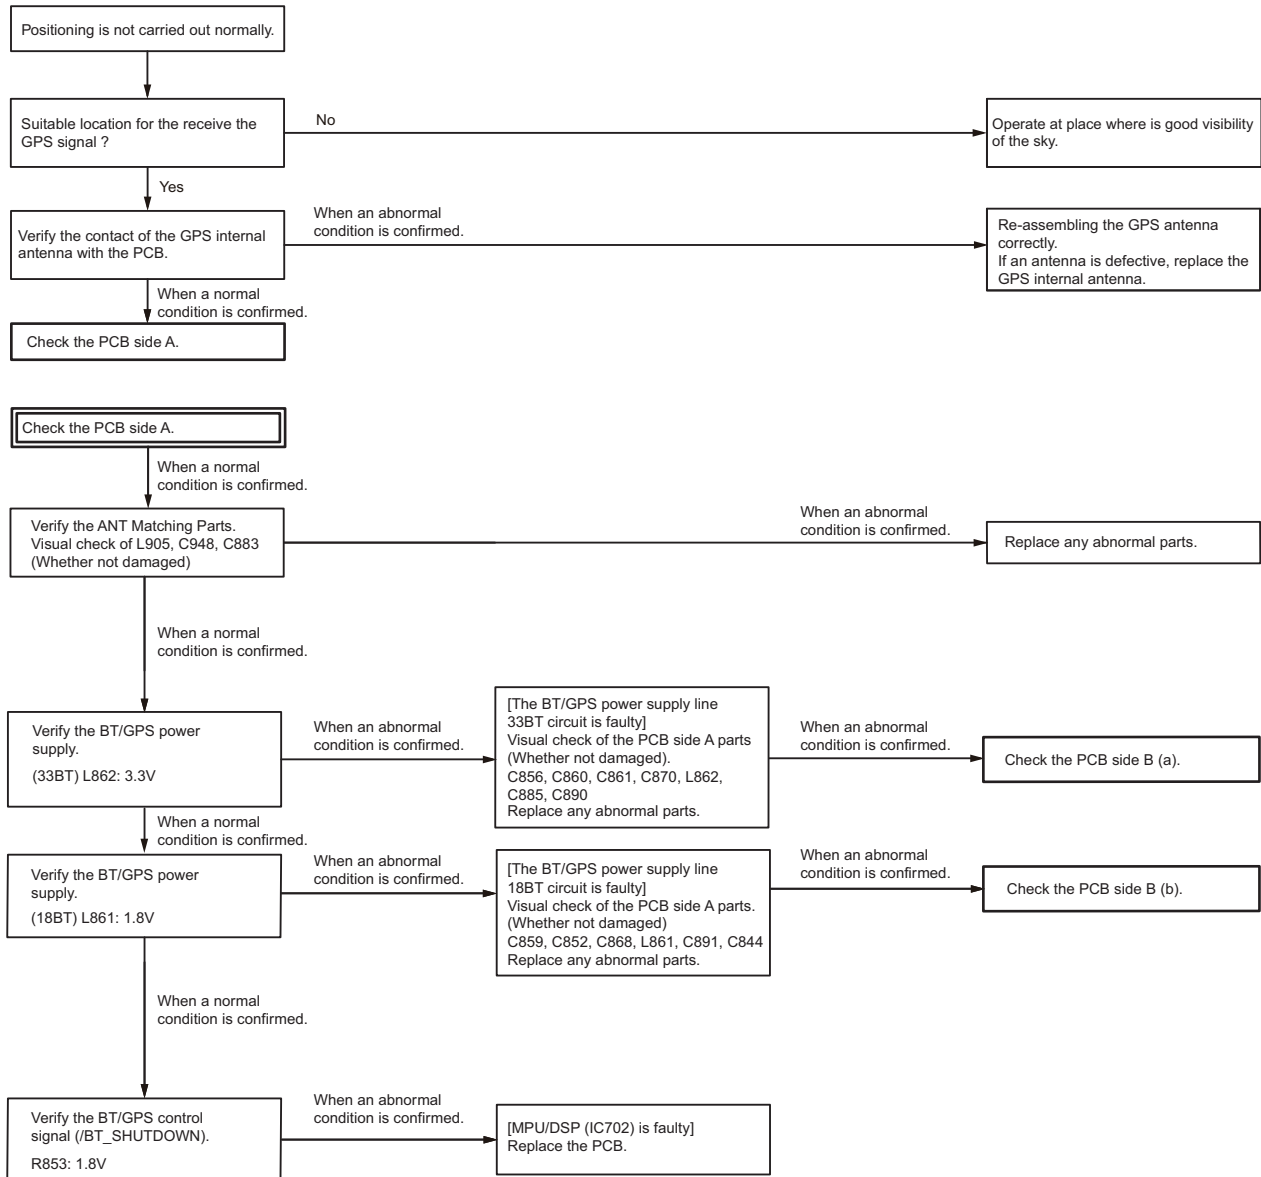 Positioning is not carried out normally.
Suitable location for the receive the
GPS signal ?
No
Operate at place where is good visibility
of the sky.
Yes
Verify the contact of the GPS internal
antenna with the PCB.
When an abnormal
condition is confirmed.
Re-assembling the GPS antenna
correctly.
If an antenna is defective, replace the
GPS internal antenna.
When a normal
condition is confirmed.
Check the PCB side A.
Check the PCB side A.
When a normal
condition is confirmed.
Verify the ANT Matching Parts.
Visual check of L905, C948, C883
(Whether not damaged)
When an abnormal
condition is confirmed.
Replace any abnormal parts.
When a normal
condition is confirmed.
Verify the BT/GPS power
supply.
(33BT) L862: 3.3V
When an abnormal
condition is confirmed.
[The BT/GPS power supply line
33BT circuit is faulty]
Visual check of the PCB side A parts
(Whether not damaged).
C856, C860, C861, C870, L862,
C885, C890
Replace any abnormal parts.
When an abnormal
condition is confirmed.
Check the PCB side B (a).
When a normal
condition is confirmed.
Verify the BT/GPS power
supply.
(18BT) L861: 1.8V
When an abnormal
condition is confirmed.
[The BT/GPS power supply line
18BT circuit is faulty]
Visual check of the PCB side A parts.
(Whether not damaged)
C859, C852, C868, L861, C891, C844
Replace any abnormal parts.
When an abnormal
condition is confirmed.
Check the PCB side B (b).
When a normal
condition is confirmed.
Verify the BT/GPS control
signal (/BT_SHUTDOWN).
R853: 1.8V
When an abnormal
condition is confirmed.
[MPU/DSP (IC702) is faulty]
Replace the PCB.